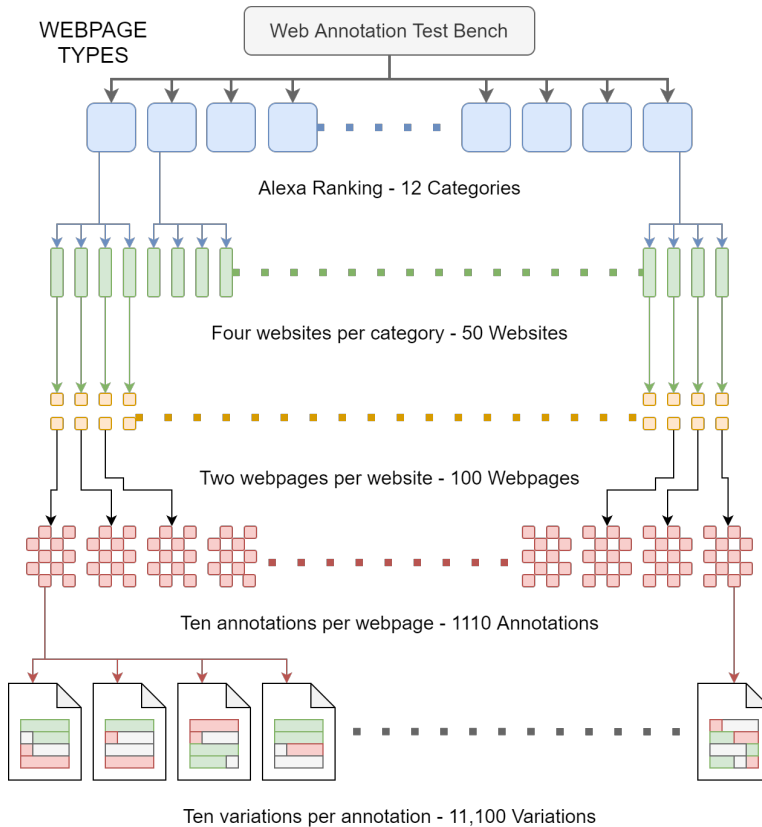 WEBPAGE
TYPES
Web Annotation Test Bench
Alexa Ranking - 12 Categories
Four websites per category - 50 Websites
Two webpages per website - 100 Webpages
Ten annotations per webpage - 1110 Annotations
Ten variations per annotation - 11,100 Variations